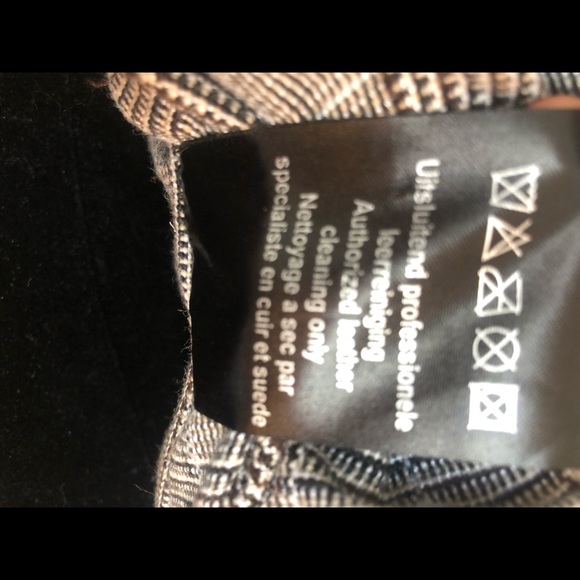 Uitsluitend professionele
leerreiniging
Authorized leather
cleaning only
Nettoyage a sec par
specialiste en cuir et suede